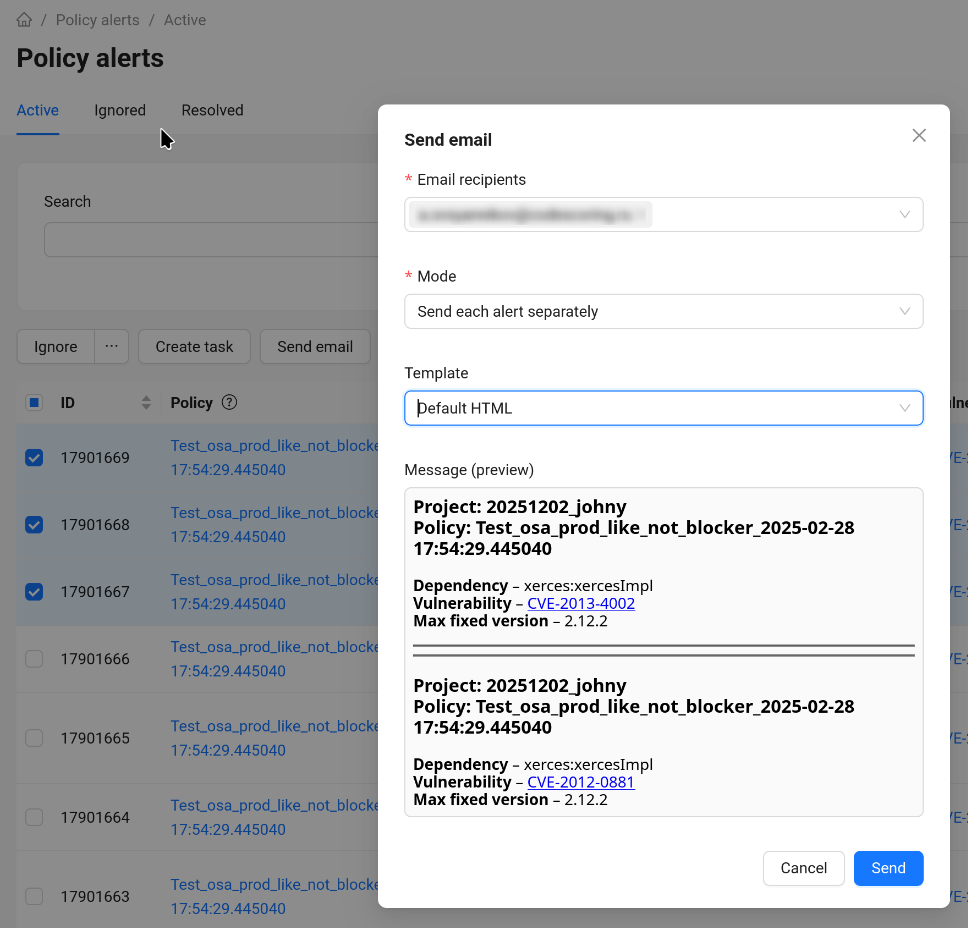 / Policy alerts / Active
Policy alerts
Active Ignored Resolved
Search
Ignore ··· Create task Send email
ID Policy ?
17901669 Test_osa_prod_like_not_blocke
17:54:29.445040
17901668 Test_osa_prod_like_not_blocke
17:54:29.445040
17901667 Test_osa_prod_like_not_blocke
17:54:29.445040
17901666 Test_osa_prod_like_not_blocke
17:54:29.445040
17901665 Test_osa_prod_like_not_blocke
17:54:29.445040
17901664 Test_osa_prod_like_not_blocke
17:54:29.445040
17901663 Test_osa_prod_like_not_blocke
17:54:29.445040
Send email
* Email recipients
* Mode
Send each alert separately
Template
Default HTML
Message (preview)
Project: 20251202_johny
Policy: Test_osa_prod_like_not_blocker_2025-02-28
17:54:29.445040
Dependency – xerces:xercesImpl
Vulnerability – CVE-2013-4002
Max fixed version – 2.12.2
Project: 20251202_johny
Policy: Test_osa_prod_like_not_blocker_2025-02-28
17:54:29.445040
Dependency – xerces:xercesImpl
Vulnerability – CVE-2012-0881
Max fixed version – 2.12.2
Cancel Send